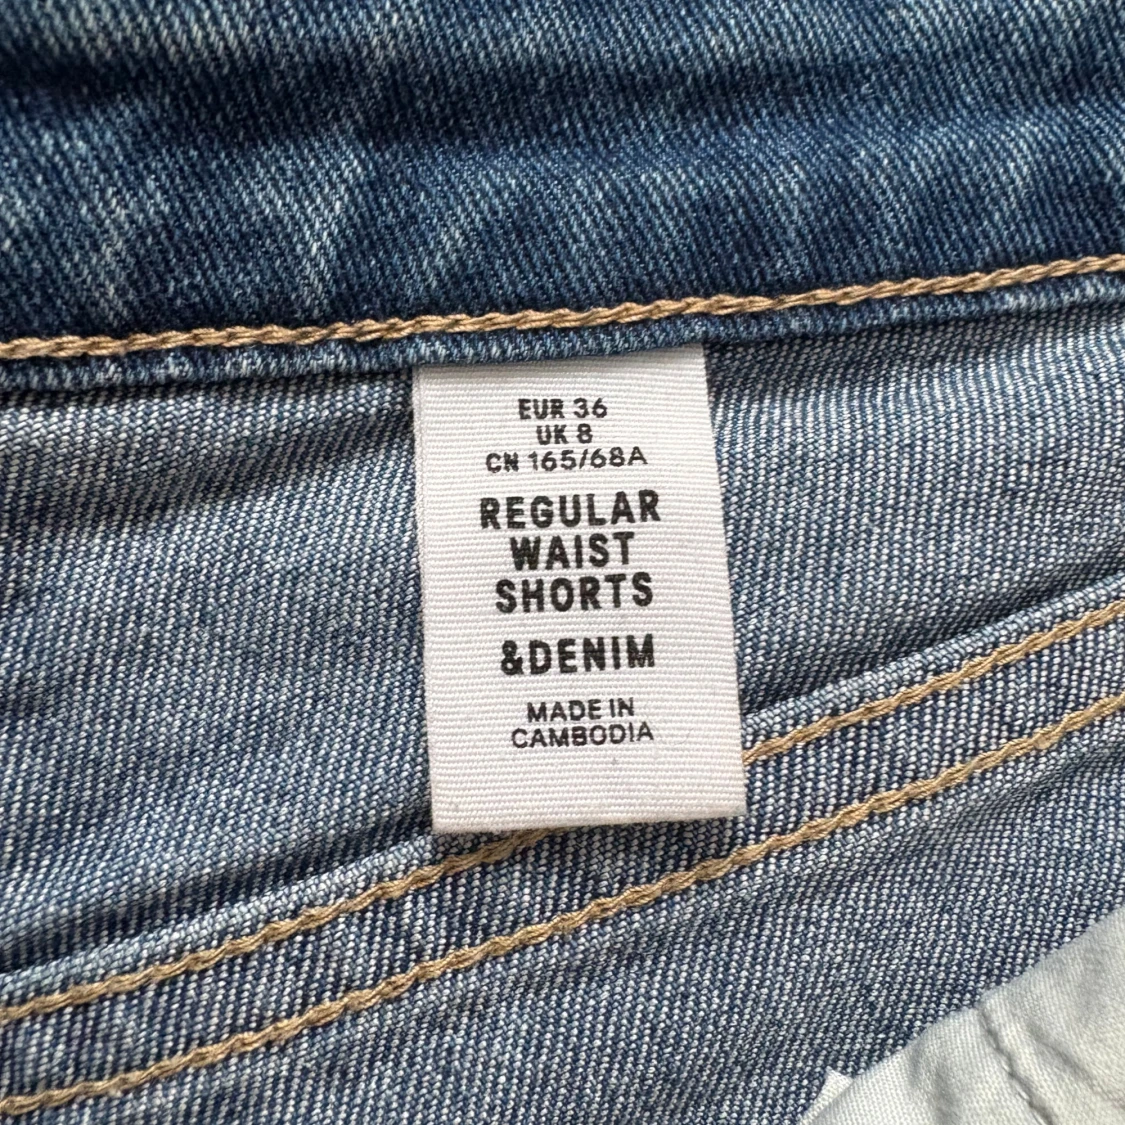 EUR 36
UK 8
CN 165/68A
REGULAR
WAIST
SHORTS
&DENIM
MADE IN
CAMBODIA